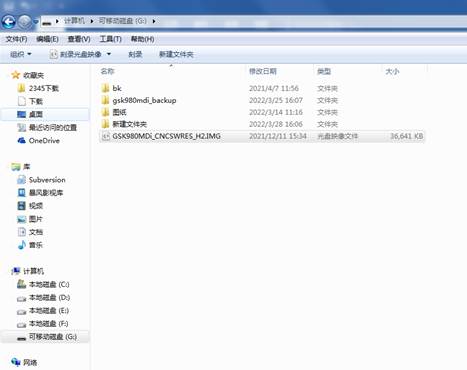 计算机 ▸ 可移动磁盘 (G:) ▸
文件(F) 编辑(E) 查看(V) 工具(T) 帮助(H)
组织 刻录光盘映像 刻录 新建文件夹
名称 修改日期 类型 大小
收藏夹
2345下载
下载
桌面
最近访问的位置
OneDrive
库
Subversion
暴风影视库
视频
图片
文档
音乐
计算机
本地磁盘 (C:)
本地磁盘 (D:)
本地磁盘 (E:)
本地磁盘 (F:)
可移动磁盘 (G:)
网络
bk 2021/4/7 11:56 文件夹
gsk980mdi_backup 2022/3/25 16:07 文件夹
图纸 2022/3/14 11:16 文件夹
新建文件夹 2022/3/28 16:06 文件夹
GSK980MDi_CNCSWRES_H2.IMG 2021/12/11 15:34 光盘映像文件 36,641 KB